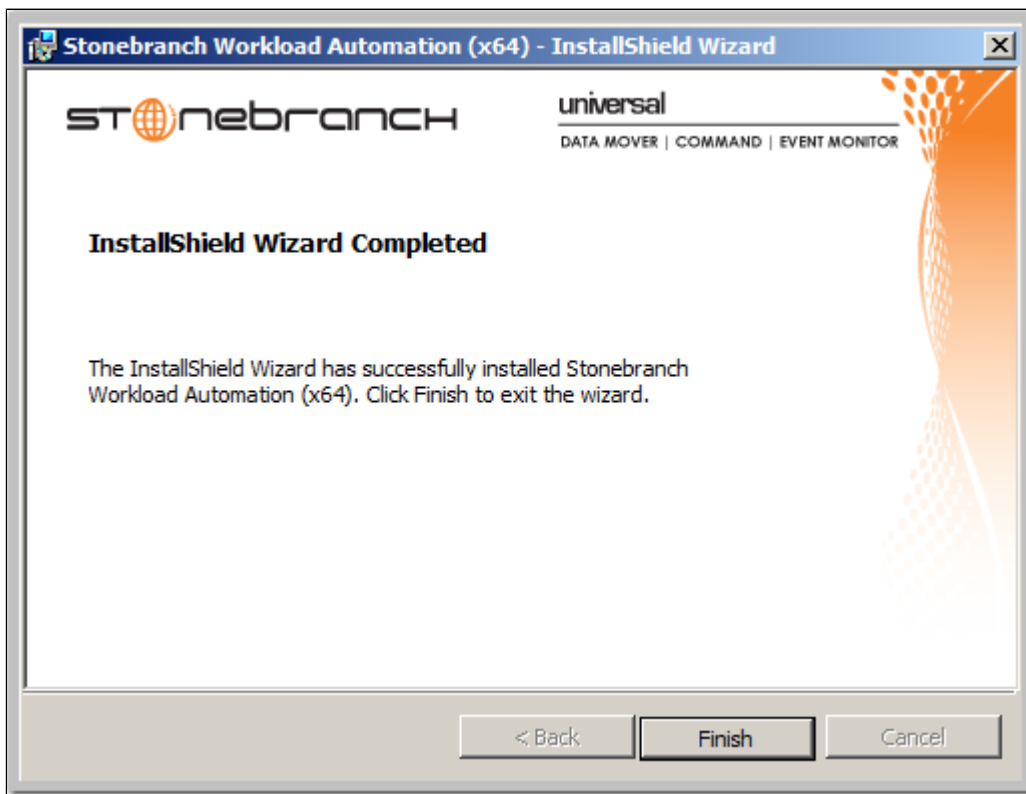 Stonebranch Workload Automation (x64) - InstallShield Wizard
stonebranch
universal
DATA MOVER | COMMAND | EVENT MONITOR
InstallShield Wizard Completed
The InstallShield Wizard has successfully installed Stonebranch
Workload Automation (x64). Click Finish to exit the wizard.
< Back
Finish
Cancel